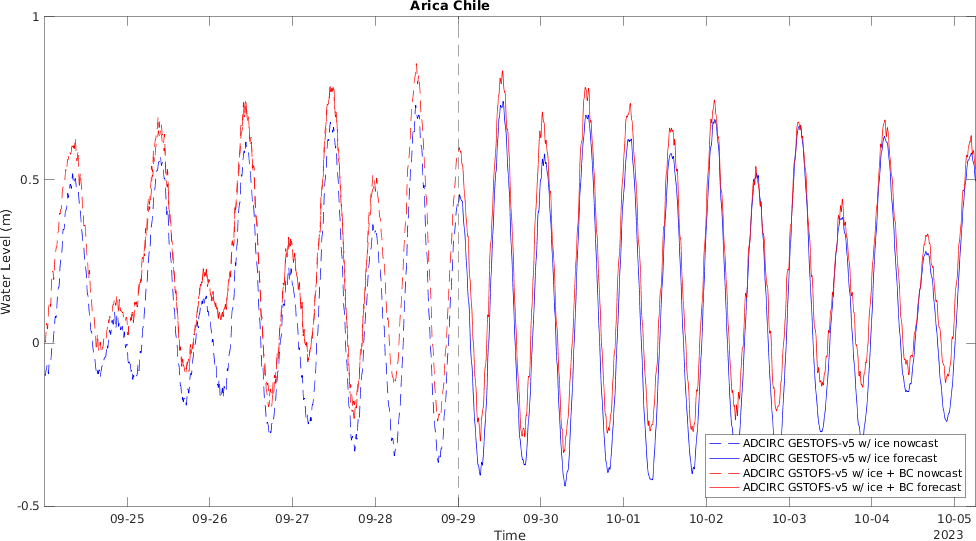 Arica Chile
Water Level (m)
1
0.5
0
-0.5
09-25 09-26 09-27 09-28 09-29 09-30 10-01 10-02 10-03 10-04 10-05
2023
Time
ADCIRC GESTOFS-v5 w/ ice nowcast
ADCIRC GESTOFS-v5 w/ ice forecast
ADCIRC GSTOFS-v5 w/ ice + BC nowcast
ADCIRC GSTOFS-v5 w/ ice + BC forecast